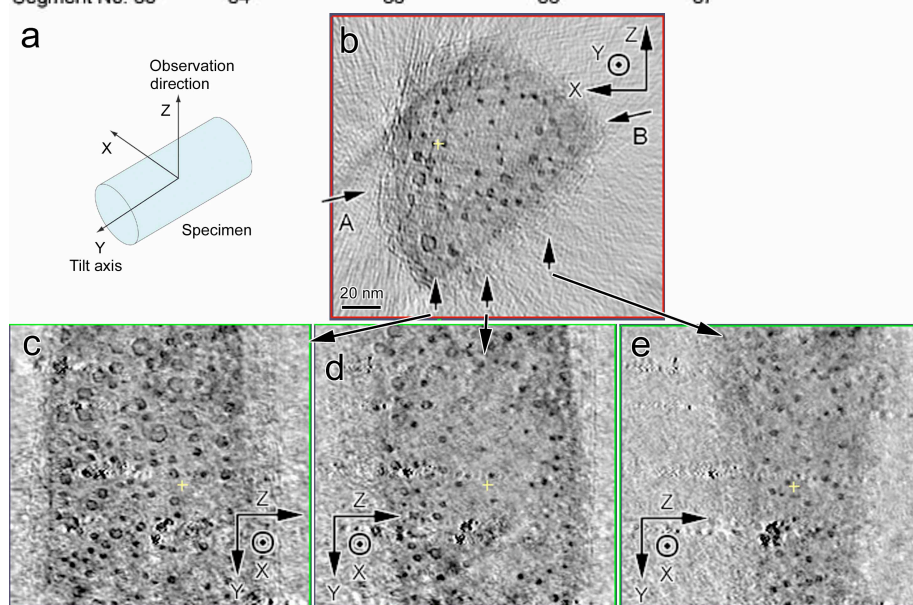 a
Observation
direction
Z
X
Y
Tilt axis
Specimen
b
Z
Y
X
B
A
20 nm
c
Z
X
Y
d
Z
X
Y
e
Z
X
Y